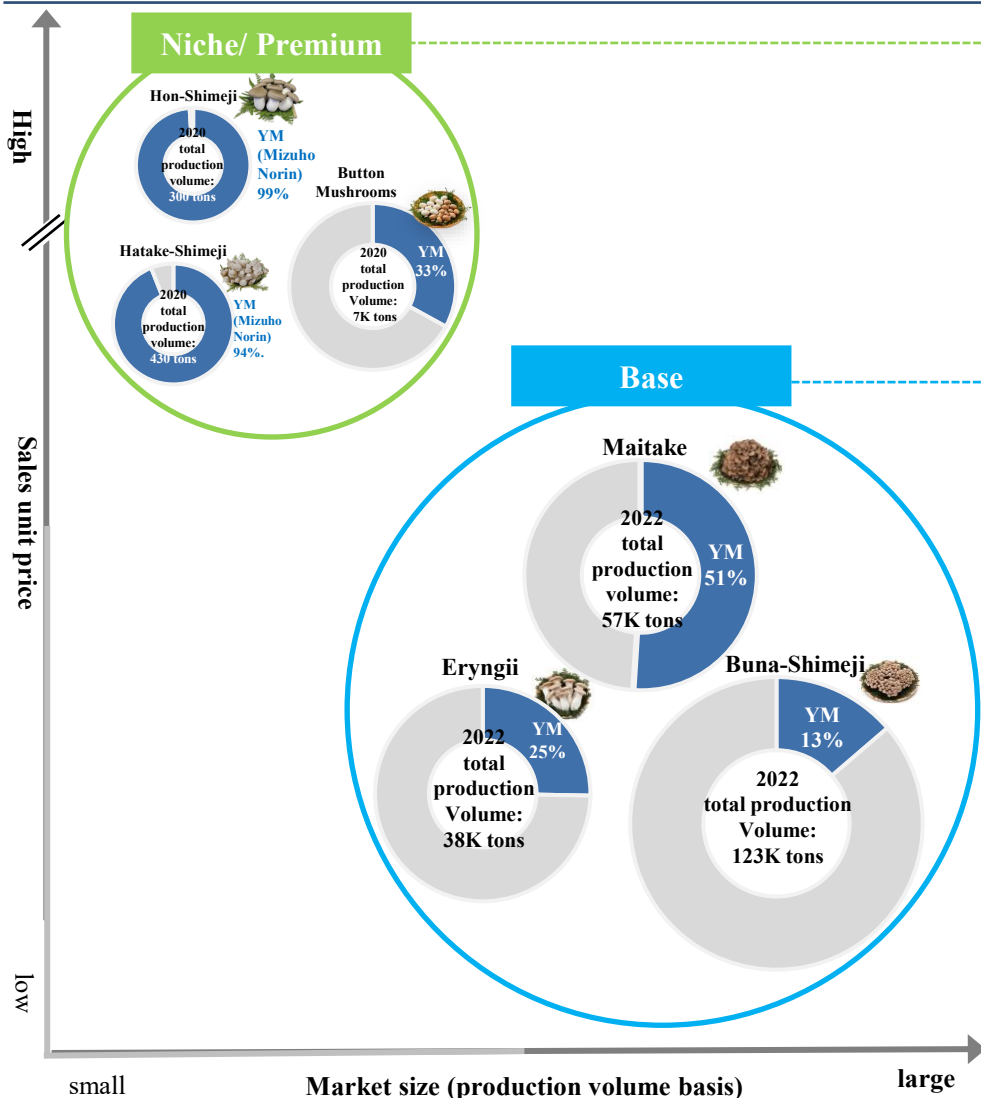 Niche/ Premium
Hon-Shimeji
2020
total
production
volume:
300 tons
YM
(Mizuho
Norin)
99%
Button
Mushrooms
2020
total
production
Volume:
7K tons
YM
33%
Hatake-Shimeji
2020
total
production
volume:
430 tons
YM
(Mizuho
Norin)
94%.
Base
Maitake
2022
total
production
volume:
57K tons
YM
51%
Eryngii
2022
total
production
Volume:
38K tons
YM
25%
Buna-Shimeji
YM
13%
2022
total production
Volume:
123K tons
High
Sales unit price
low
small
Market size (production volume basis)
large